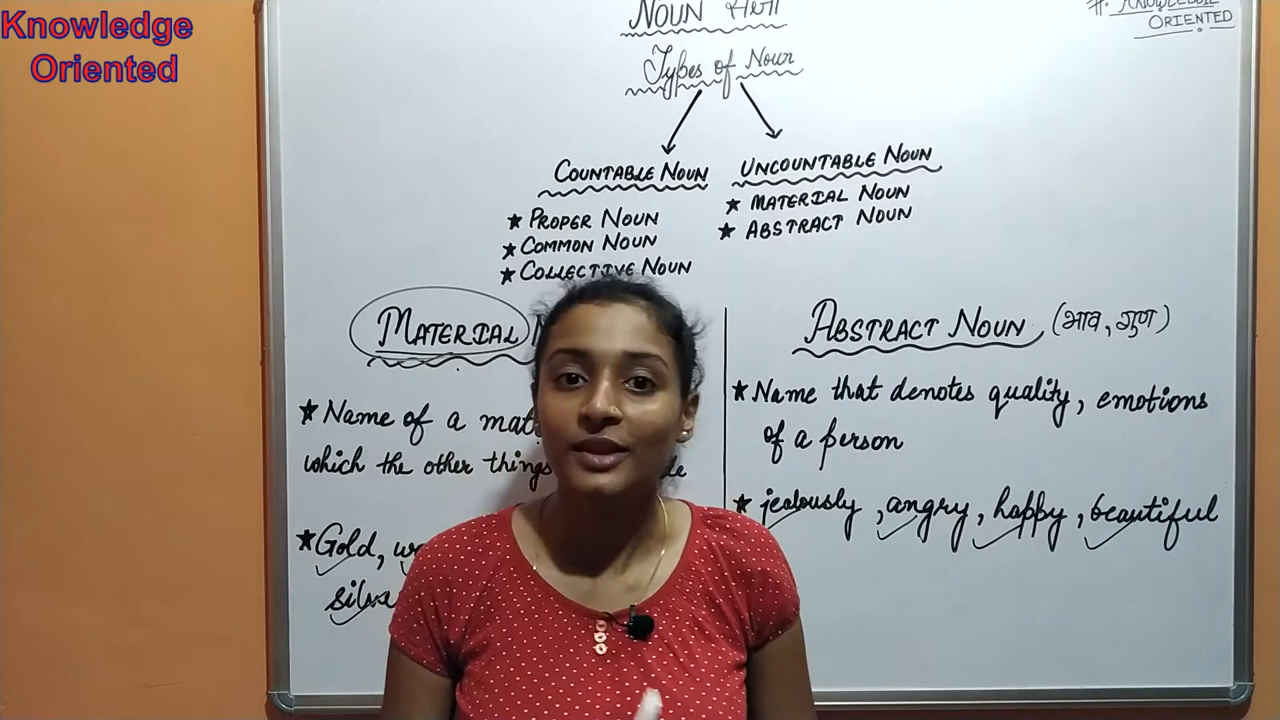 Knowledge
Oriented
NOUN संज्ञा
Types of Noun
ORIENTED
COUNTABLE NOUN
UNCOUNTABLE NOUN
★ PROPER NOUN
★ COMMON NOUN
★ COLLECTIVE NOUN
★ MATERIAL NOUN
★ ABSTRACT NOUN
MATERIAL
★ Name of a
which the other things
★ Gold,
ABSTRACT NOUN (भाव, गुण)
★ Name that denotes quality, emotions
of a person
★ jealously, angry, happy, beautiful